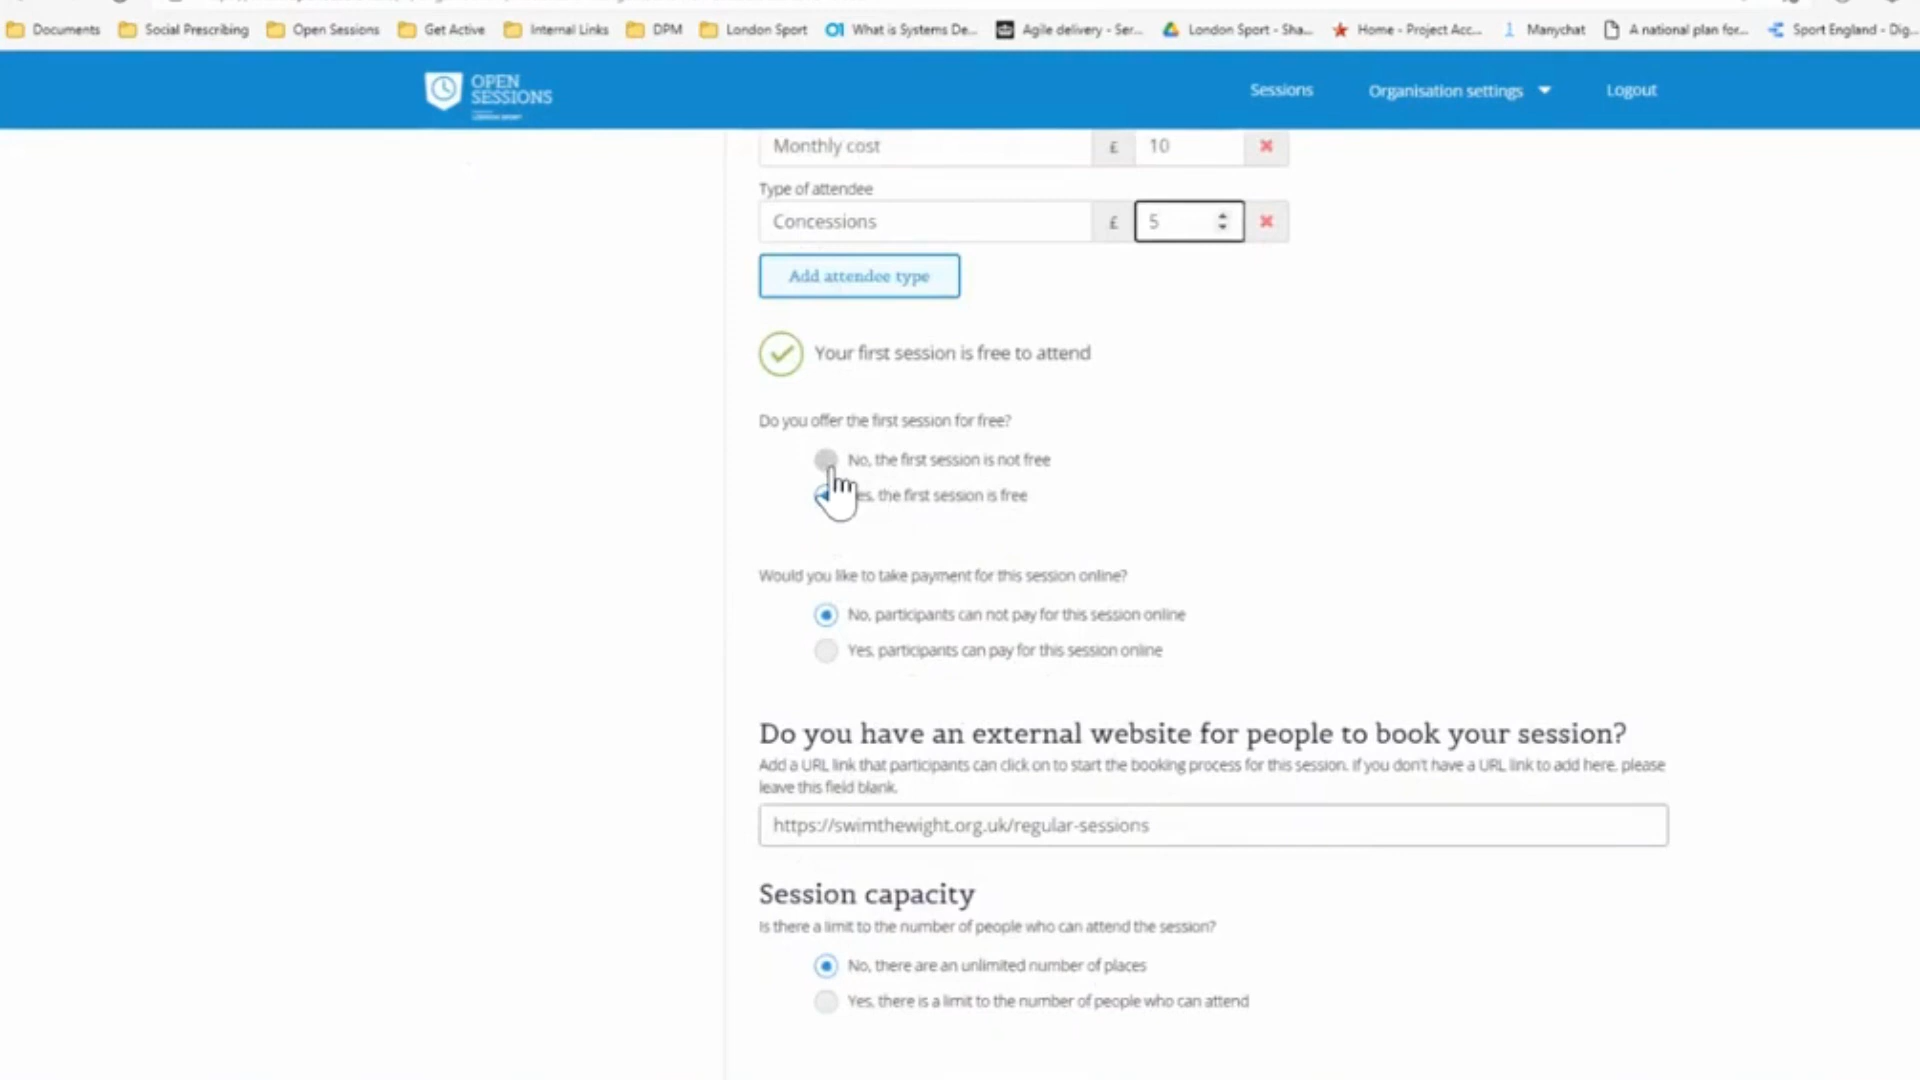 Documents
Social Prescribing
Open Sessions
Get Active
Internal Links
DPM
London Sport
What is Systems De...
Agile delivery - Ser...
London Sport - Sha...
Home - Project Acc...
Manychat
A national plan for...
Sport England - Dig...
OPEN
SESSIONS
Sessions
Organisation settings
Logout
Monthly cost £ 10
Type of attendee
Concessions £ 5
Add attendee type
Your first session is free to attend
Do you offer the first session for free?
No, the first session is not free
es, the first session is free
Would you like to take payment for this session online?
No, participants can not pay for this session online
Yes, participants can pay for this session online
Do you have an external website for people to book your session?
Add a URL link that participants can click on to start the booking process for this session. If you don't have a URL link to add here, please
leave this field blank.
https://swimthewight.org.uk/regular-sessions
Session capacity
Is there a limit to the number of people who can attend the session?
No, there are an unlimited number of places
Yes, there is a limit to the number of people who can attend